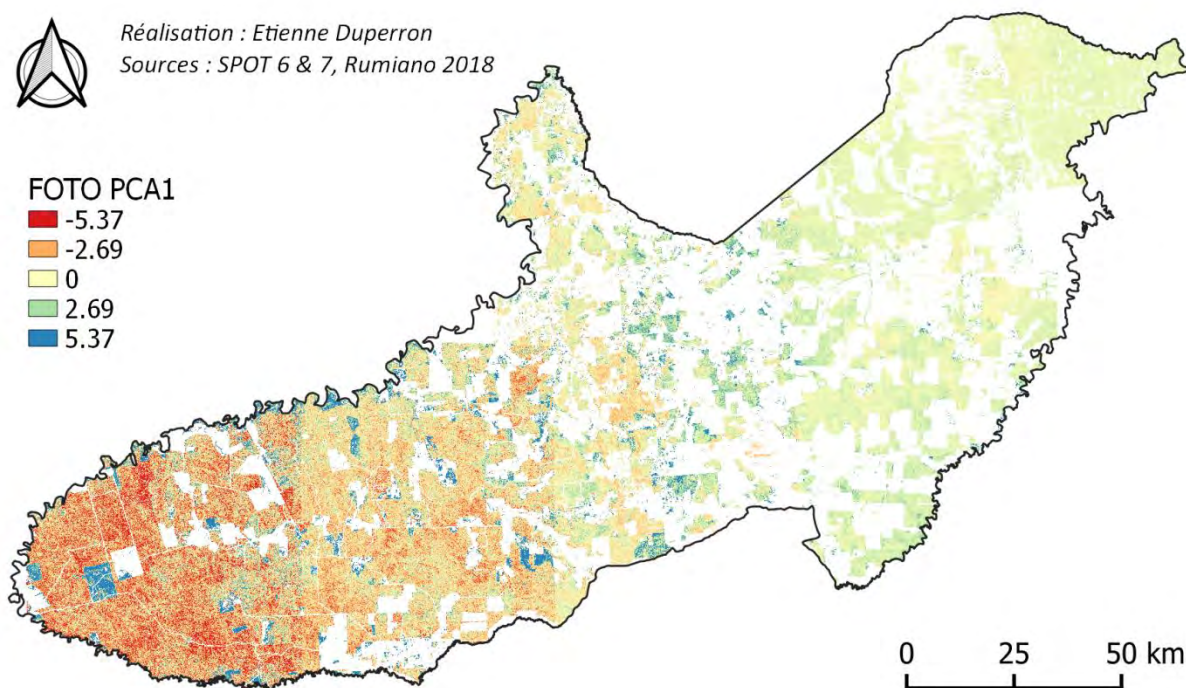 Réalisation : Etienne Duperron
Sources : SPOT 6 & 7, Rumiano 2018
FOTO PCA1
-5.37
-2.69
0
2.69
5.37
0 25 50 km